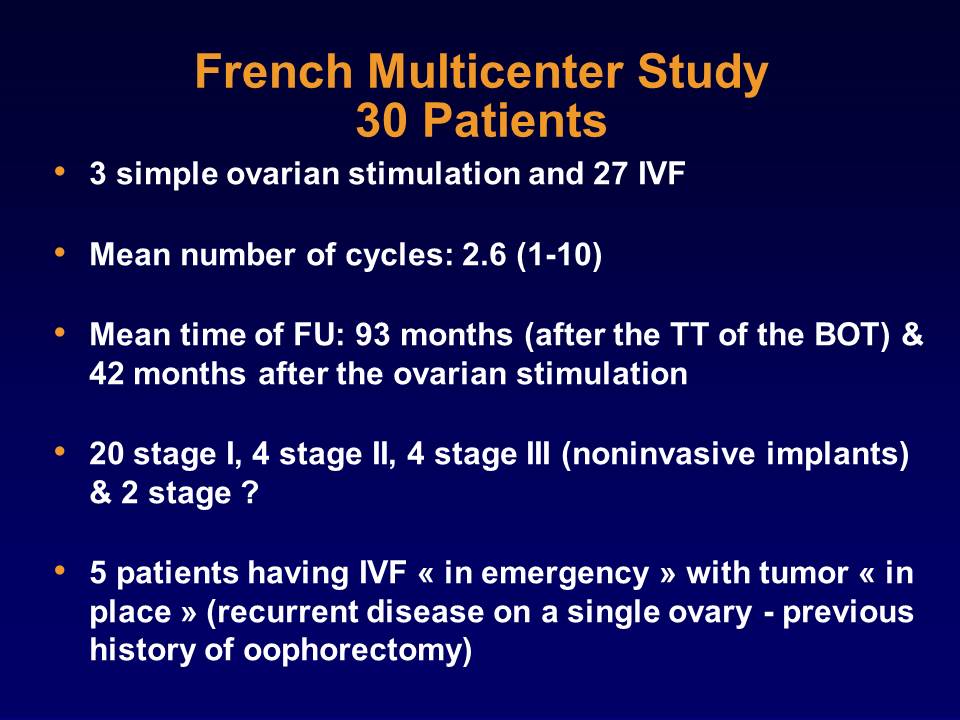 French Multicenter Study
30 Patients
• 3 simple ovarian stimulation and 27 IVF
• Mean number of cycles: 2.6 (1-10)
• Mean time of FU: 93 months (after the TT of the BOT) &
42 months after the ovarian stimulation
• 20 stage I, 4 stage II, 4 stage III (noninvasive implants)
& 2 stage ?
• 5 patients having IVF « in emergency » with tumor « in
place » (recurrent disease on a single ovary - previous
history of oophorectomy)